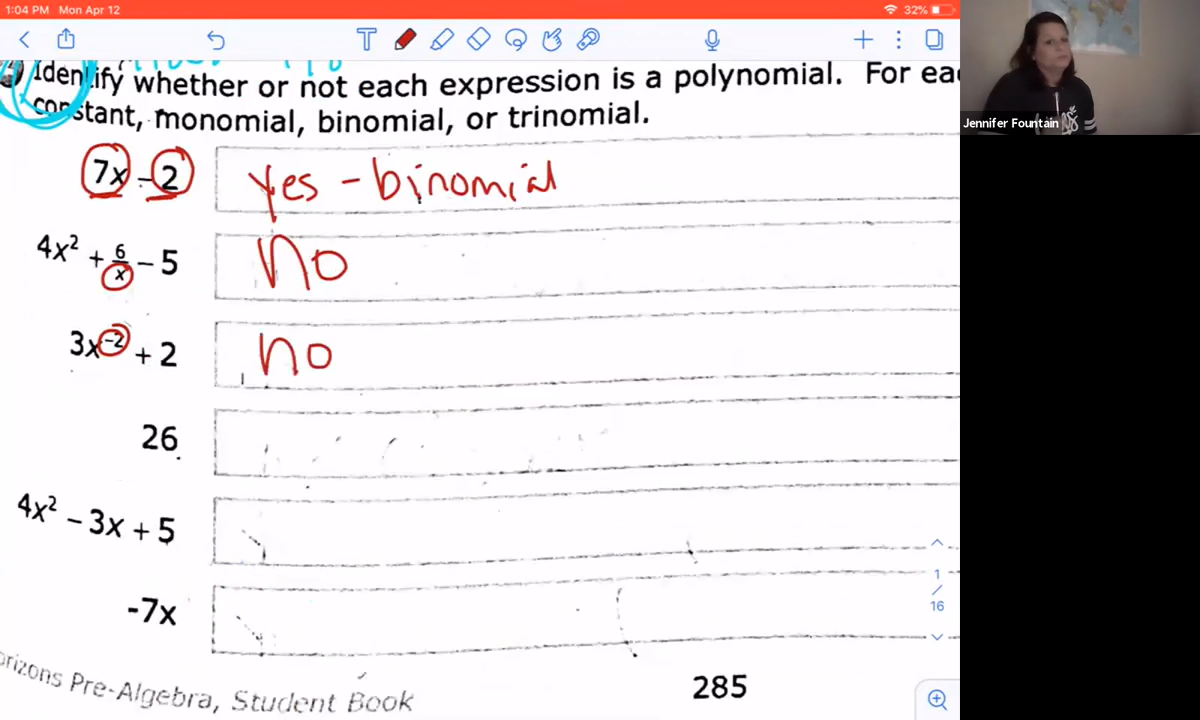 1:04 PM Mon Apr 12
32%
Jennifer Fountain
Identify whether or not each expression is a polynomial. For
constant, monomial, binomial, or trinomial.
7x - 2 yes - binomial
4x² + 6/x - 5 no
3x⁻² + 2 no
26
4x² - 3x + 5
-7x
1
/
16
Pre-Algebra, Student Book
285